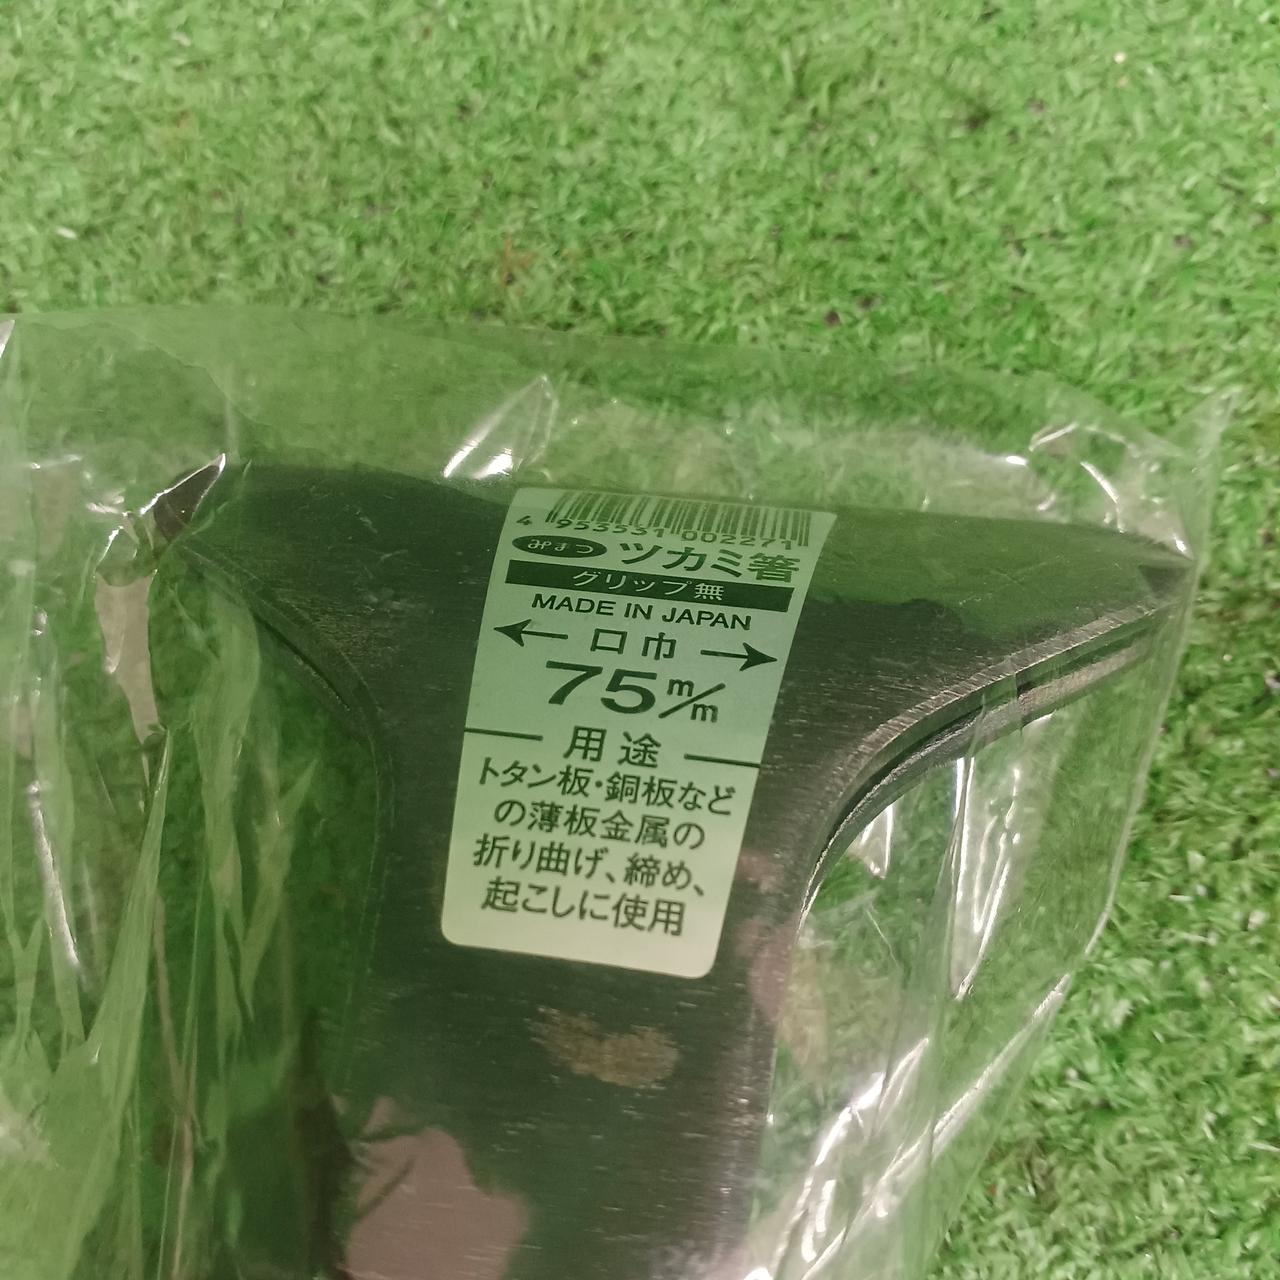 4 953531 002271
みまつ ツカミ箸
グリップ無
MADE IN JAPAN
← 口巾 →
75 m/m
用途
トタン板・銅板など
の薄板金属の
折り曲げ、締め、
起こしに使用